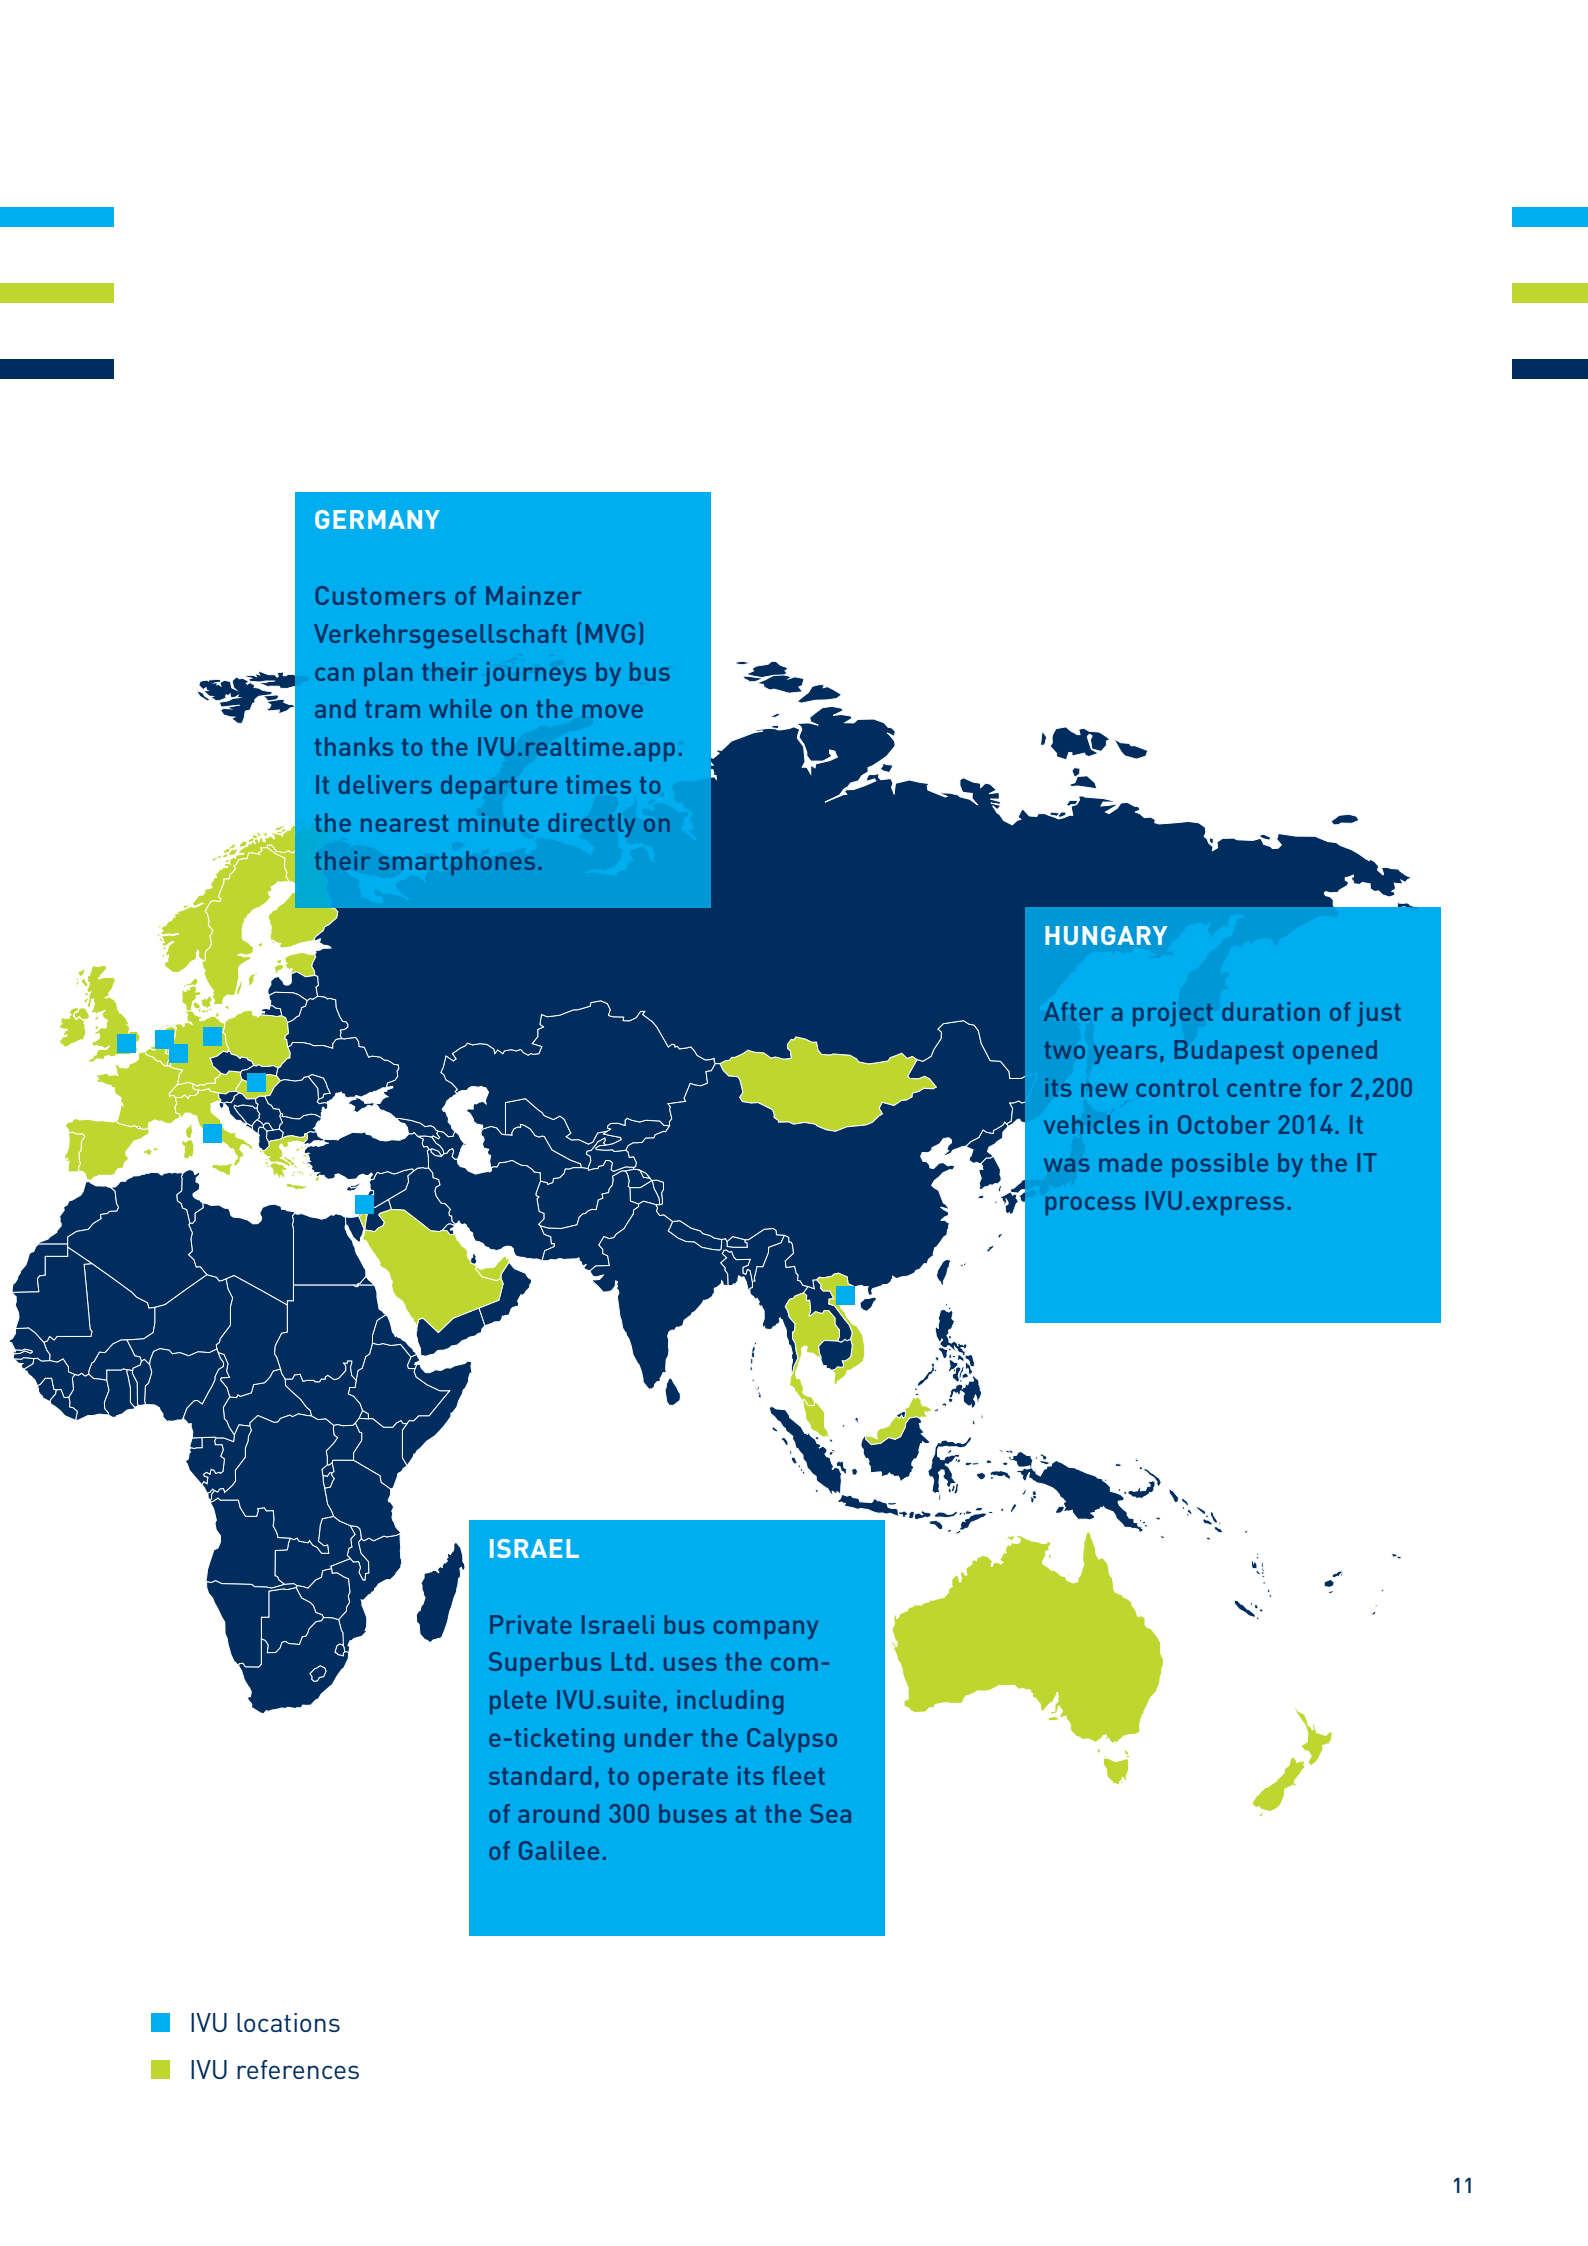 GERMANY
Customers of Mainzer
Verkehrsgesellschaft (MVG)
can plan their journeys by bus
and tram while on the move
thanks to the IVU.realtime.app.
It delivers departure times to
the nearest minute directly on
their smartphones.
HUNGARY
After a project duration of just
two years, Budapest opened
its new control centre for 2,200
vehicles in October 2014. It
was made possible by the IT
process IVU.express.
ISRAEL
Private Israeli bus company
Superbus Ltd. uses the com-
plete IVU.suite, including
e-ticketing under the Calypso
standard, to operate its fleet
of around 300 buses at the Sea
of Galilee.
IVU locations
IVU references
11